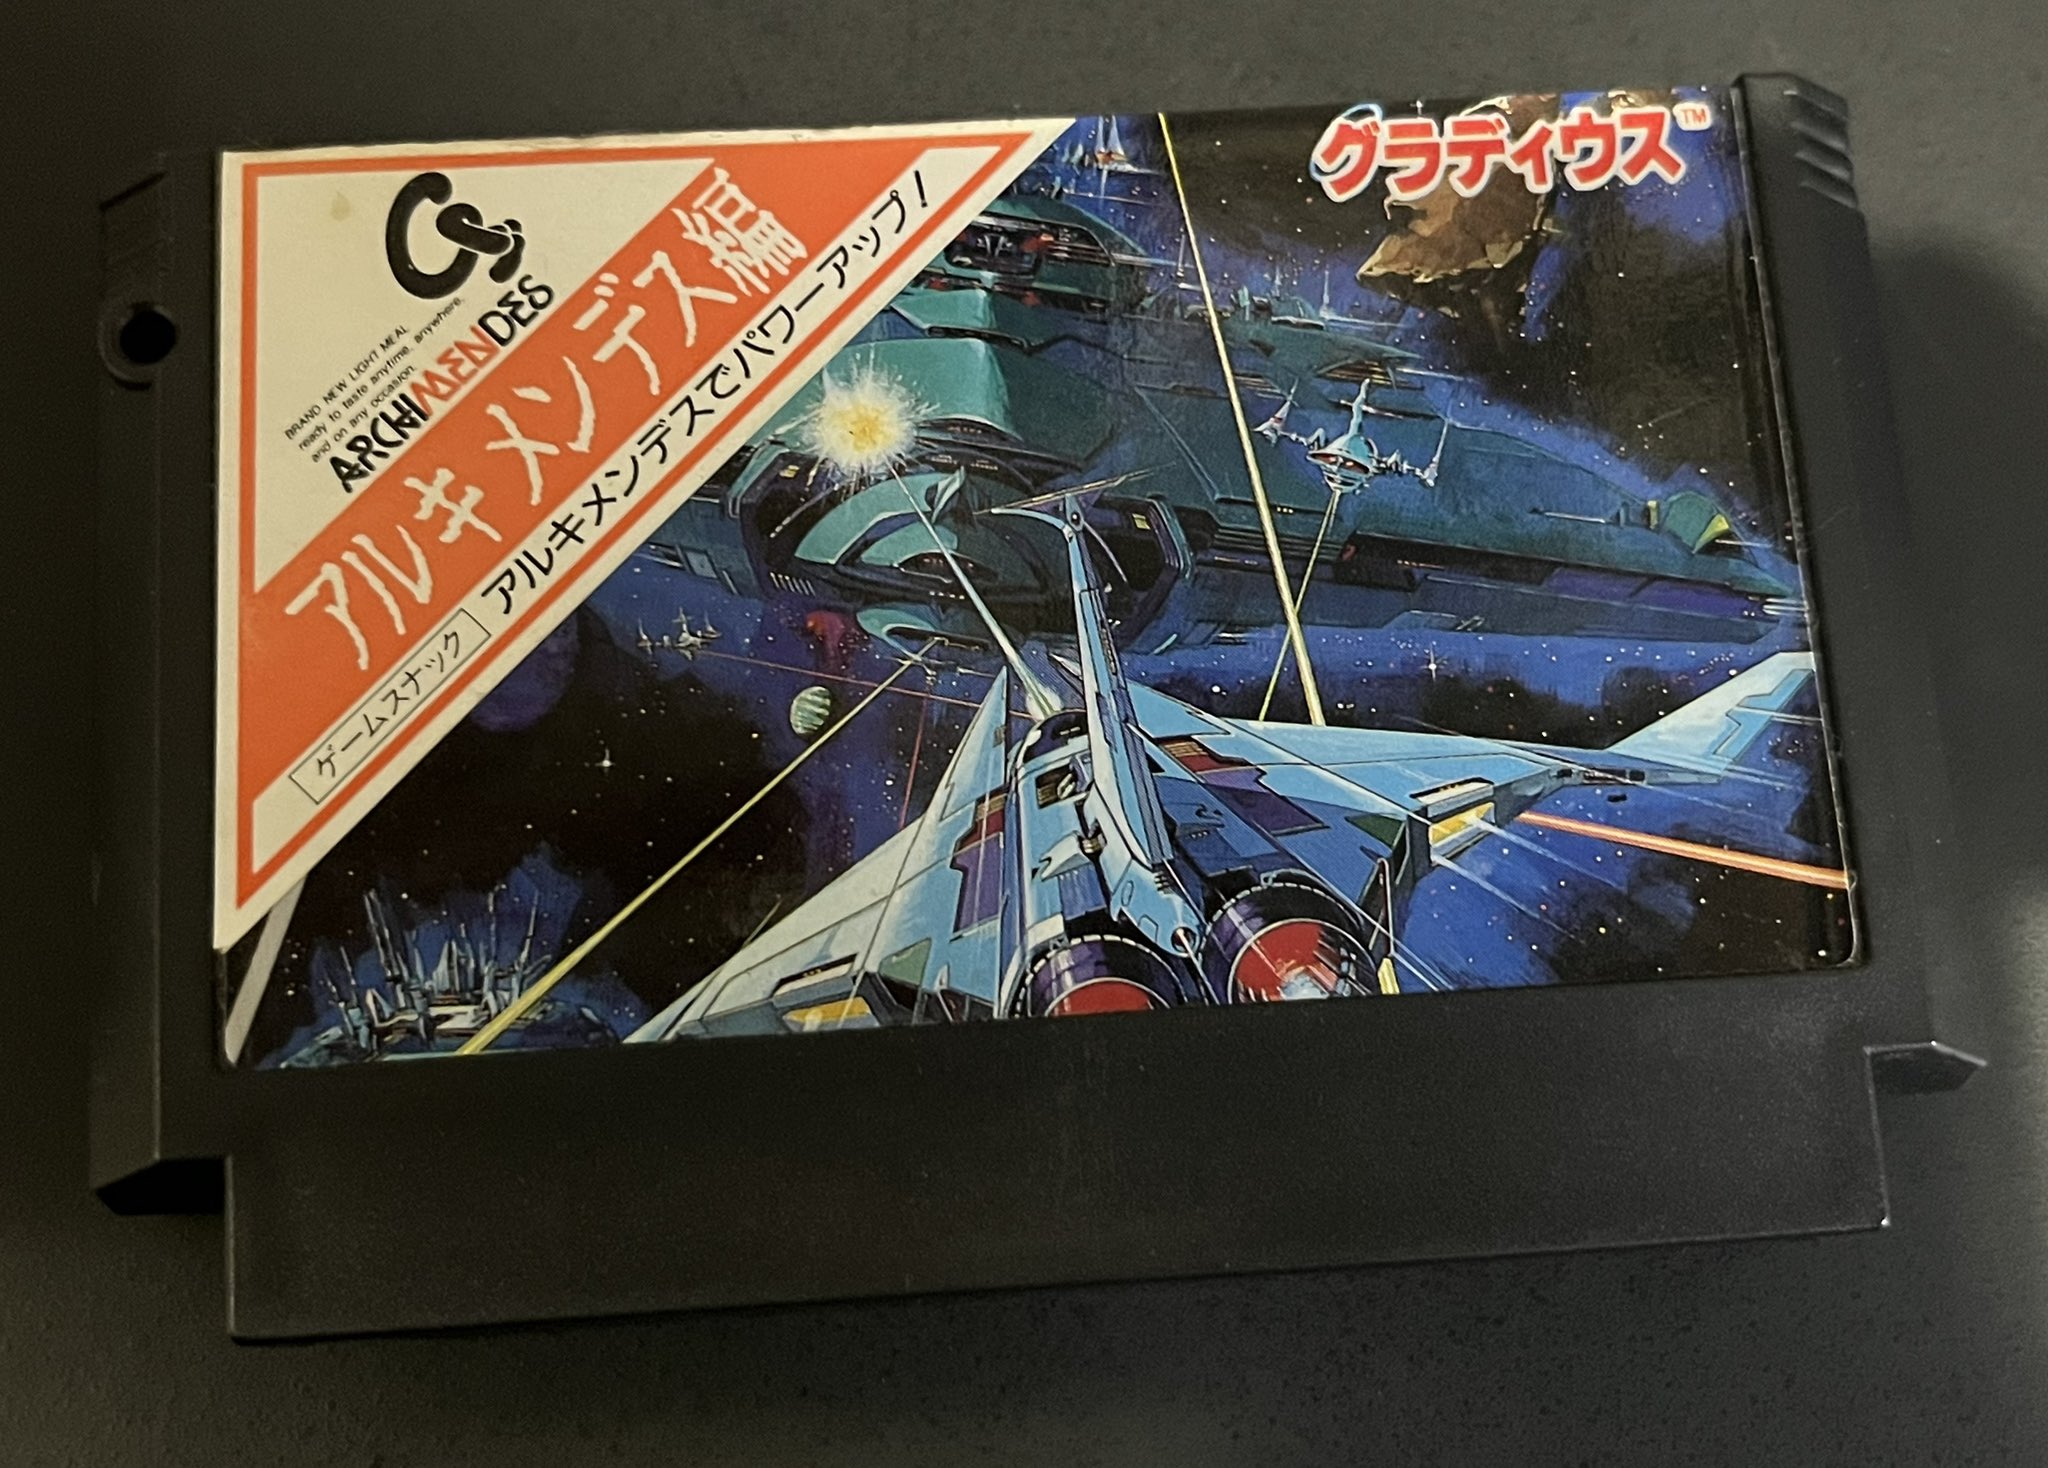 グラディウス™
BRAND NEW LIGHT MEAL
ready to taste anytime, anywhere,
and on any occasion.
ARCHIMENDES
アルキメンデス編
ゲームスナック アルキメンデスでパワーアップ!